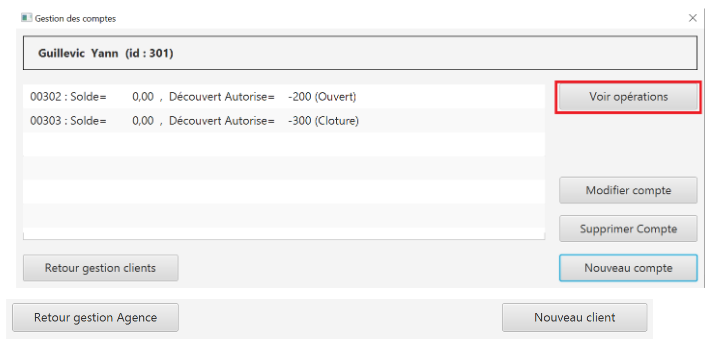 Gestion des comptes
Guillevic Yann (id : 301)
00302 : Solde= 0,00 , Découvert Autorise= -200 (Ouvert)
Voir opérations
00303 : Solde= 0,00 , Découvert Autorise= -300 (Cloture)
Modifier compte
Supprimer Compte
Retour gestion clients
Nouveau compte
Retour gestion Agence
Nouveau client